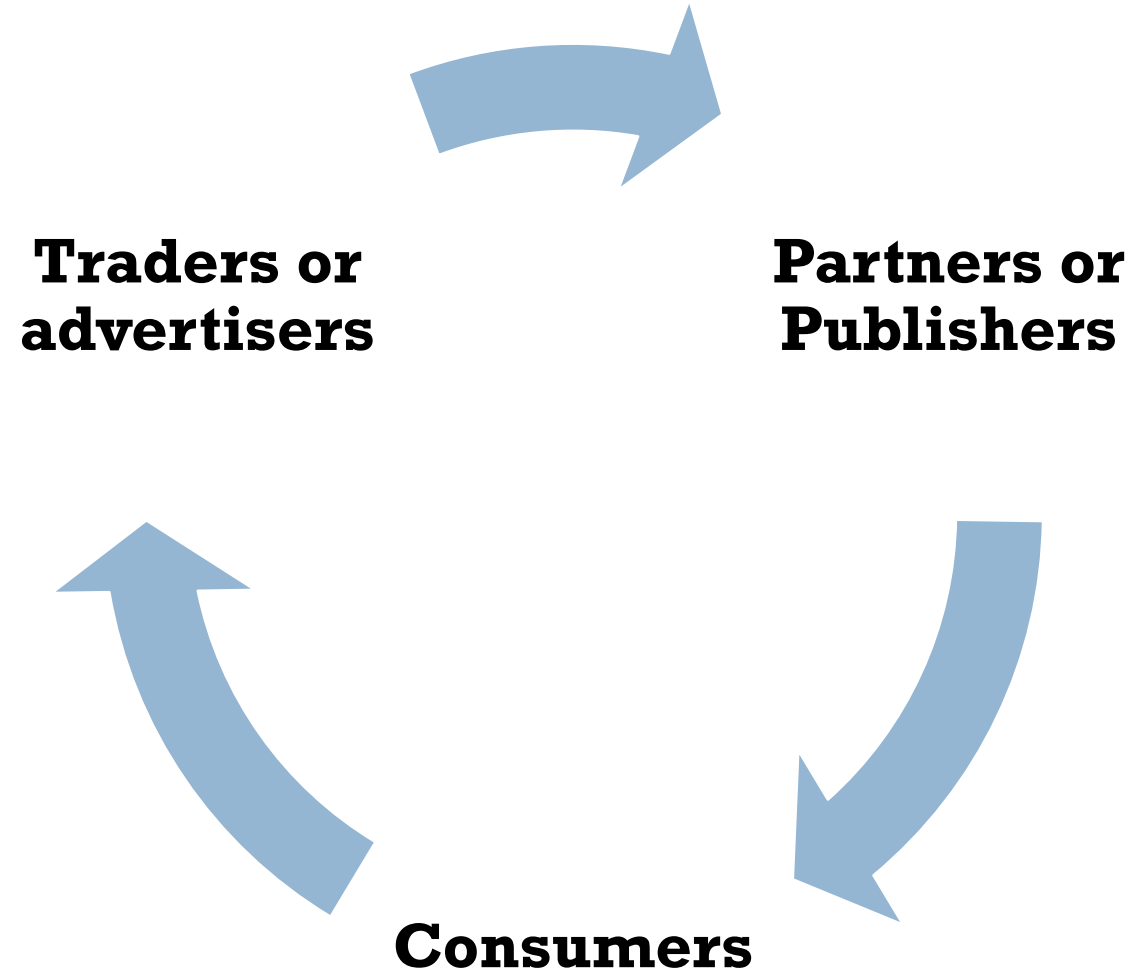 Traders or
advertisers
Partners or
Publishers
Consumers